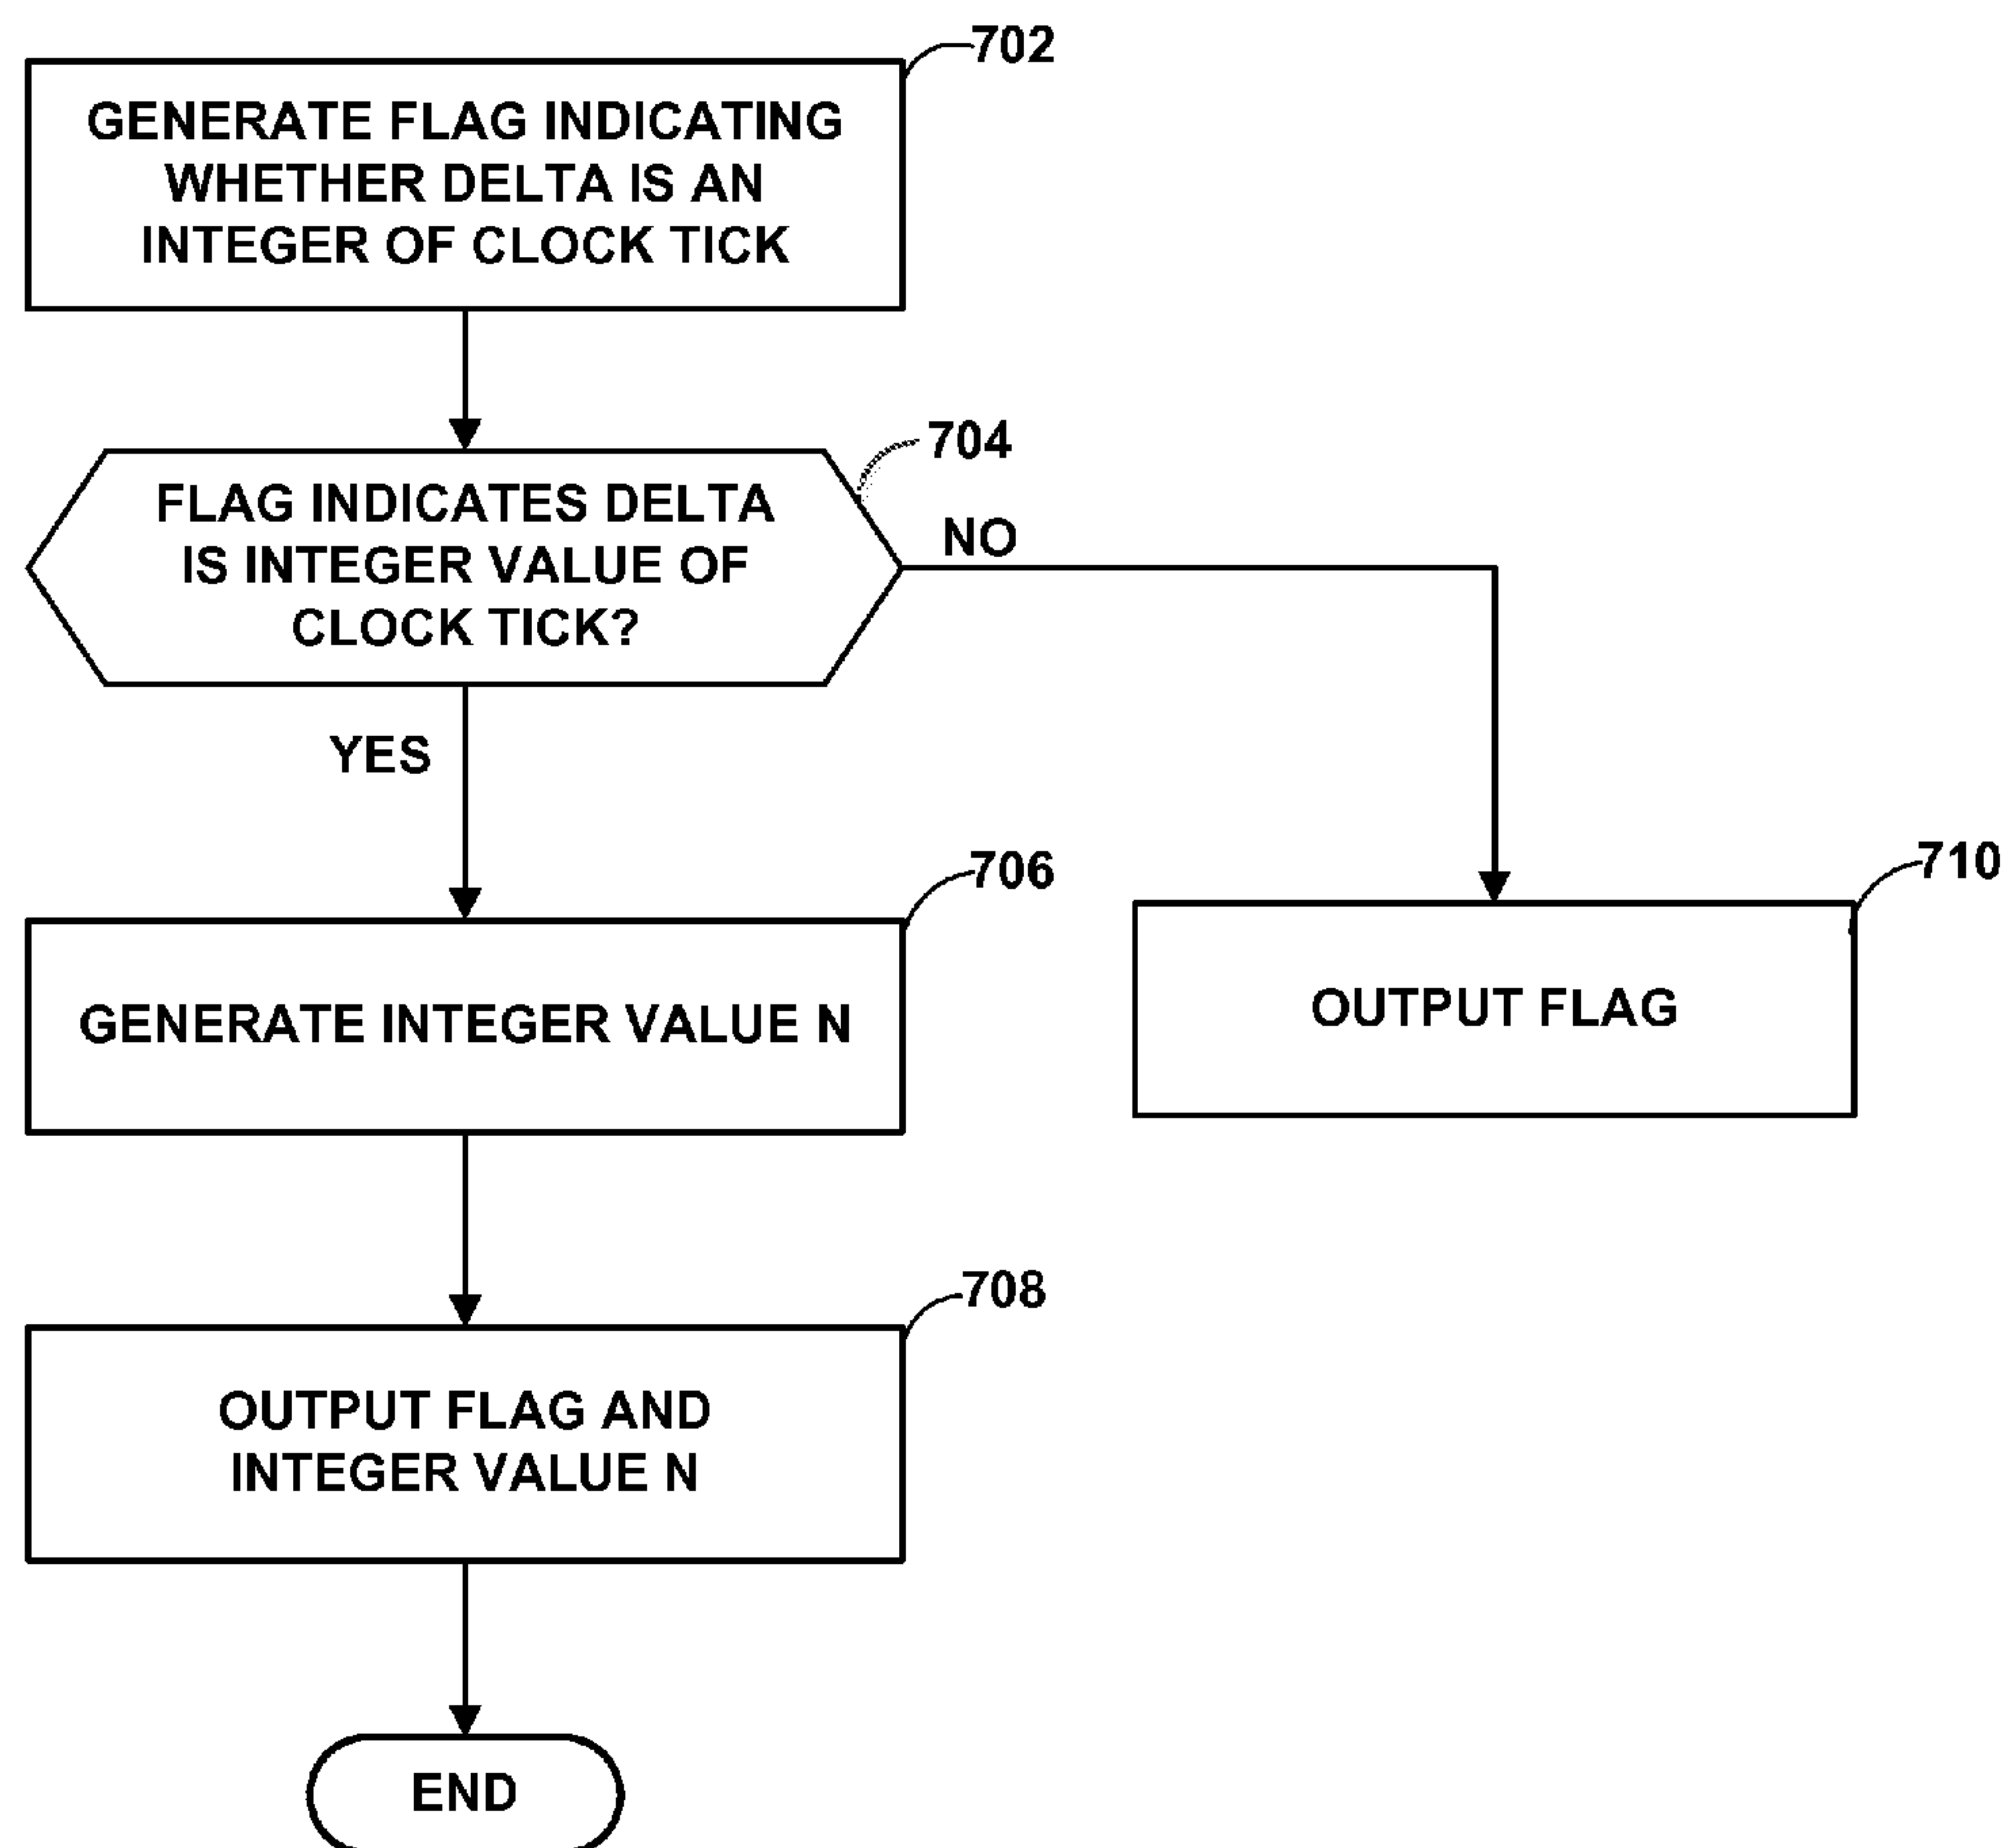 702
GENERATE FLAG INDICATING
WHETHER DELTA IS AN
INTEGER OF CLOCK TICK
704
FLAG INDICATES DELTA
IS INTEGER VALUE OF
CLOCK TICK?
NO
YES
706
GENERATE INTEGER VALUE N
710
OUTPUT FLAG
708
OUTPUT FLAG AND
INTEGER VALUE N
END